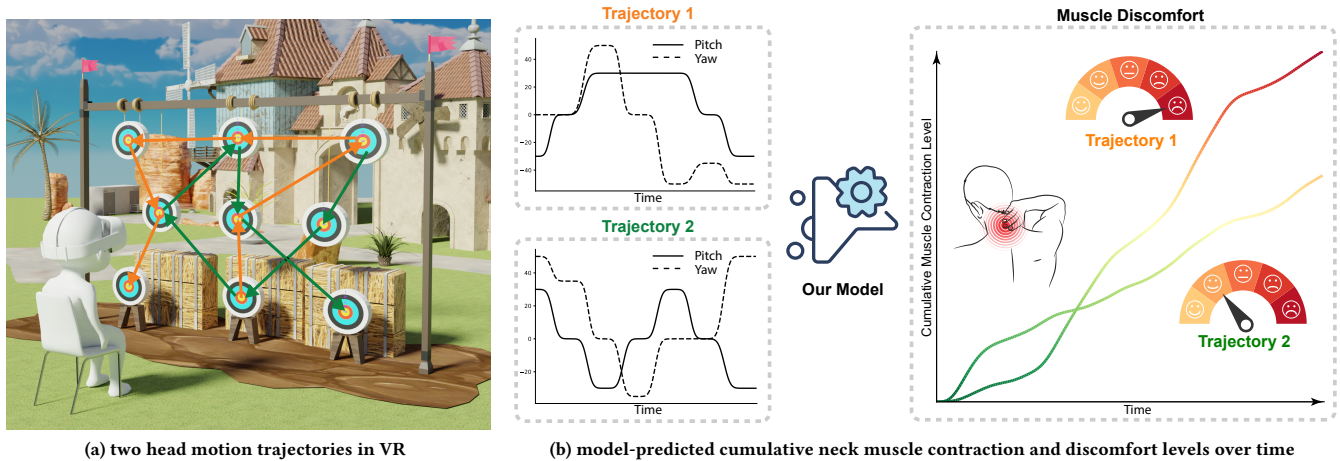 Trajectory 1
Pitch
Yaw
40
20
0
−20
−40
Time
Trajectory 2
Pitch
Yaw
40
20
0
−20
Time
Our Model
Muscle Discomfort
Cumulative Muscle Contraction Level
Trajectory 1
Trajectory 2
Time
(a) two head motion trajectories in VR
(b) model-predicted cumulative neck muscle contraction and discomfort levels over time